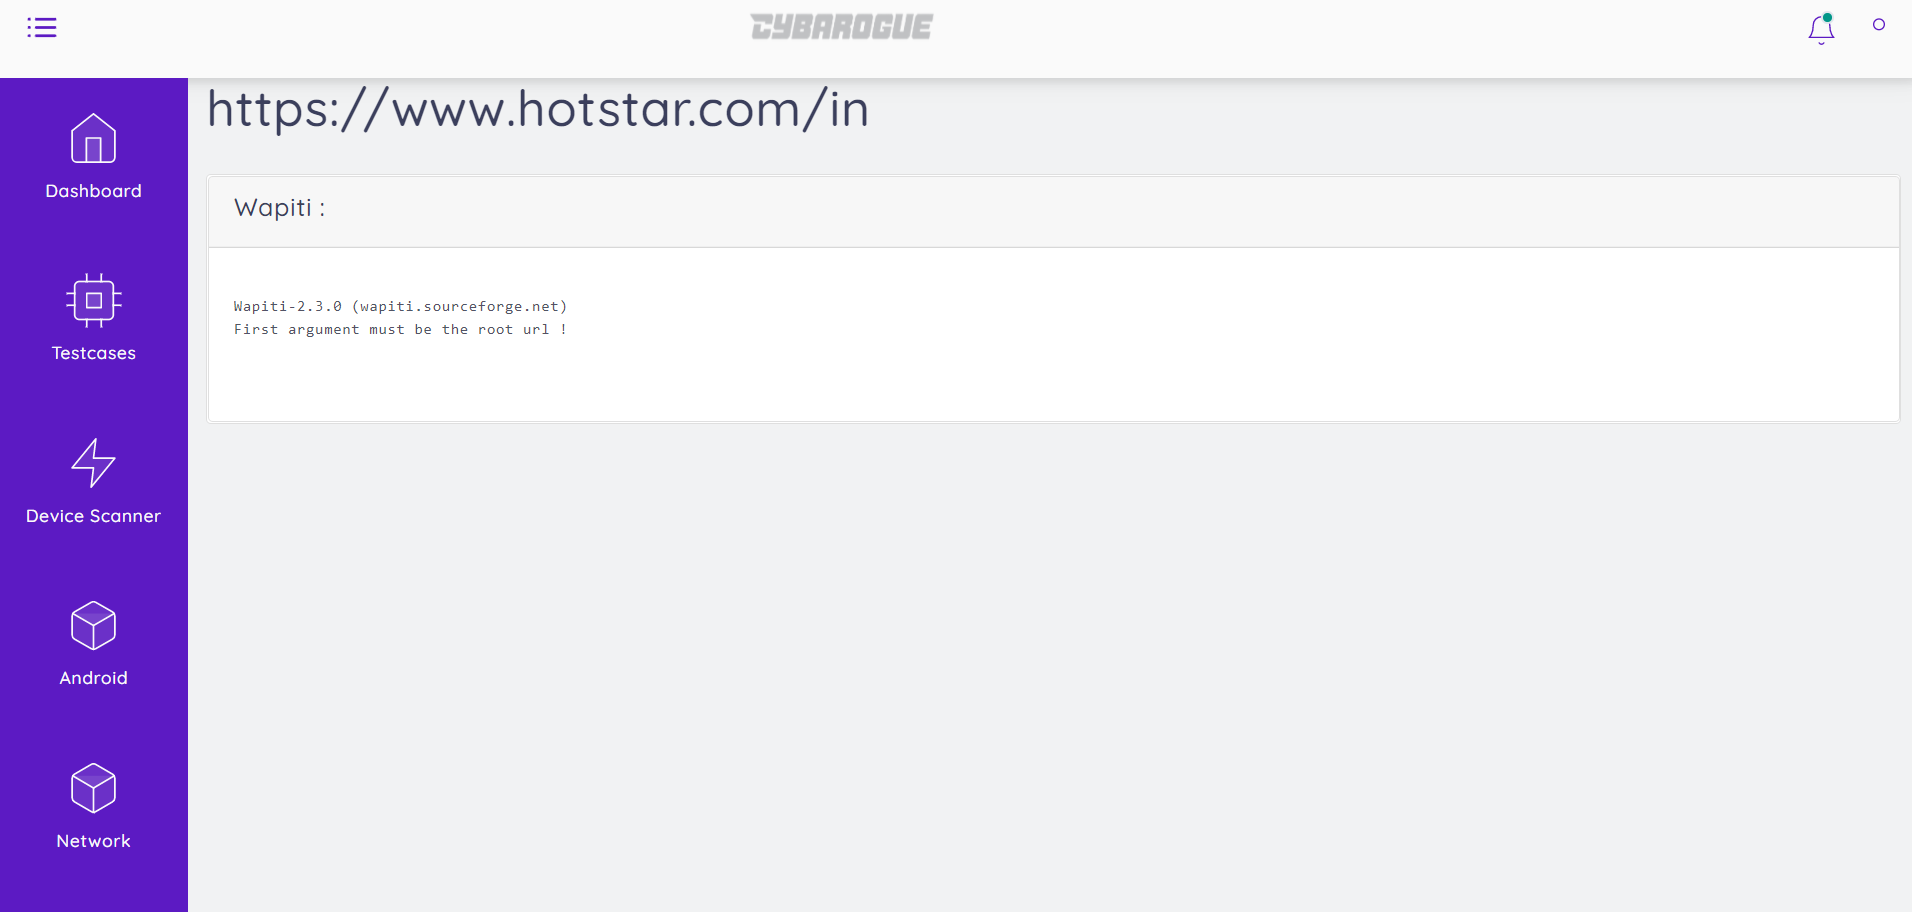 CYBAROGUE
https://www.hotstar.com/in
Dashboard
Testcases
Device Scanner
Android
Network
Wapiti :
Wapiti-2.3.0 (wapiti.sourceforge.net)
First argument must be the root url !